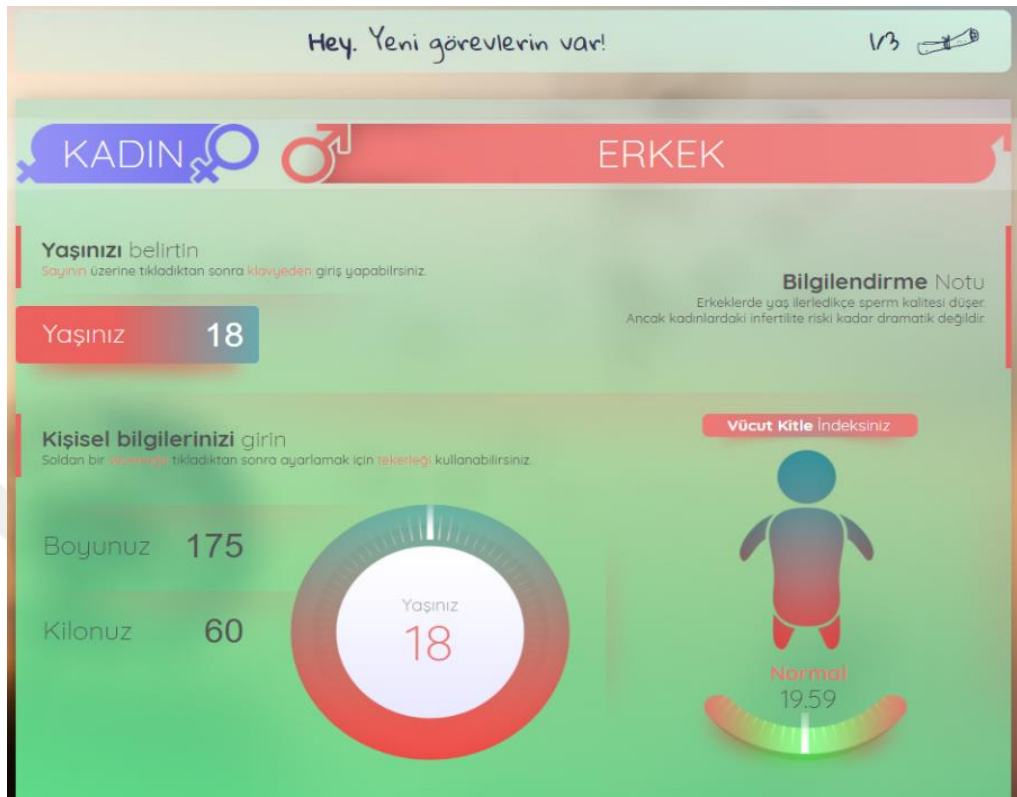 Hey. Yeni görevlerin var!
1/3
KADIN
ERKEK
Yaşınızı belirtin
Sayının üzerine tıkladıktan sonra klavyeden giriş yapabilrsiniz.
Bilgilendirme Notu
Erkeklerde yaş ilerledikçe sperm kalitesi düşer.
Ancak kadınlardaki infertilite riski kadar dramatik değildir.
Yaşınız 18
Kişisel bilgilerinizi girin
Soldan bir tıkladıktan sonra ayarlamak için tekerleği kullanabilirsiniz.
Vücut Kitle İndeksiniz
Boyunuz 175
Kilonuz 60
Yaşınız
18
Normal
19.59